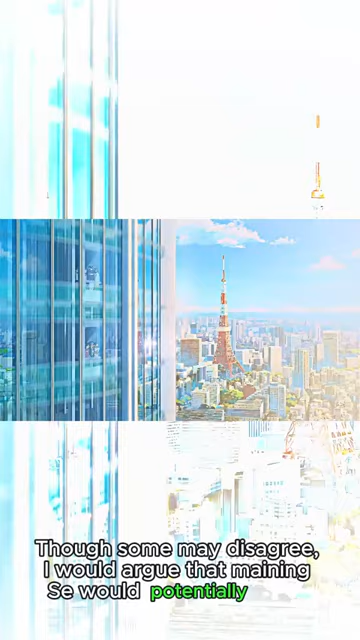 Though some may disagree,
I would argue that maining
Se would potentially